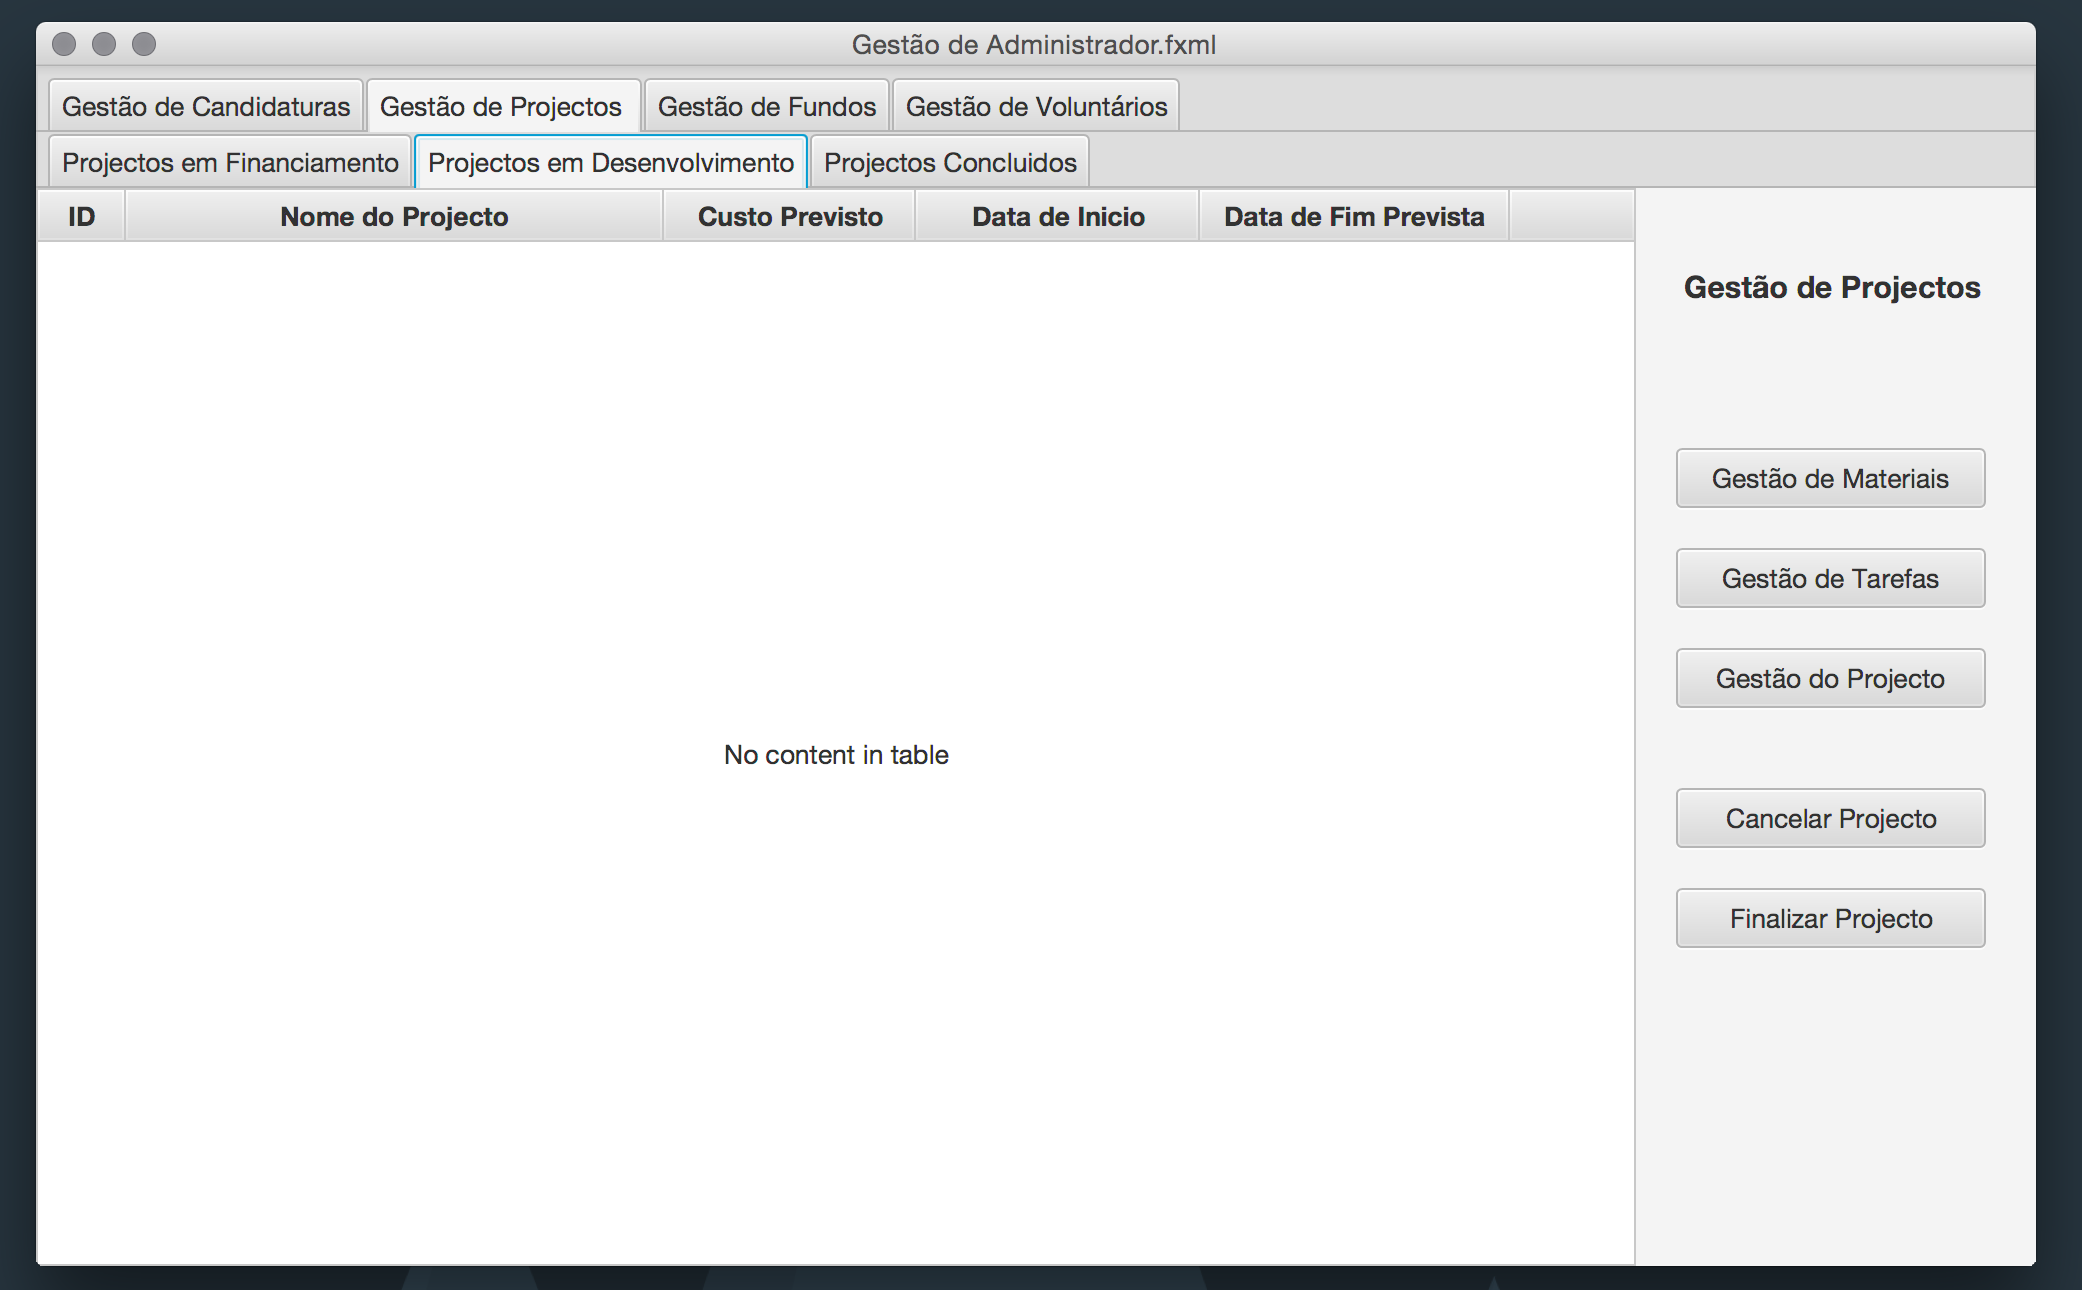 Gestão de Administrador.fxml
Gestão de Candidaturas Gestão de Projectos Gestão de Fundos Gestão de Voluntários
Projectos em Financiamento Projectos em Desenvolvimento Projectos Concluidos
ID Nome do Projecto Custo Previsto Data de Inicio Data de Fim Prevista
Gestão de Projectos
Gestão de Materiais
Gestão de Tarefas
Gestão do Projecto
No content in table
Cancelar Projecto
Finalizar Projecto